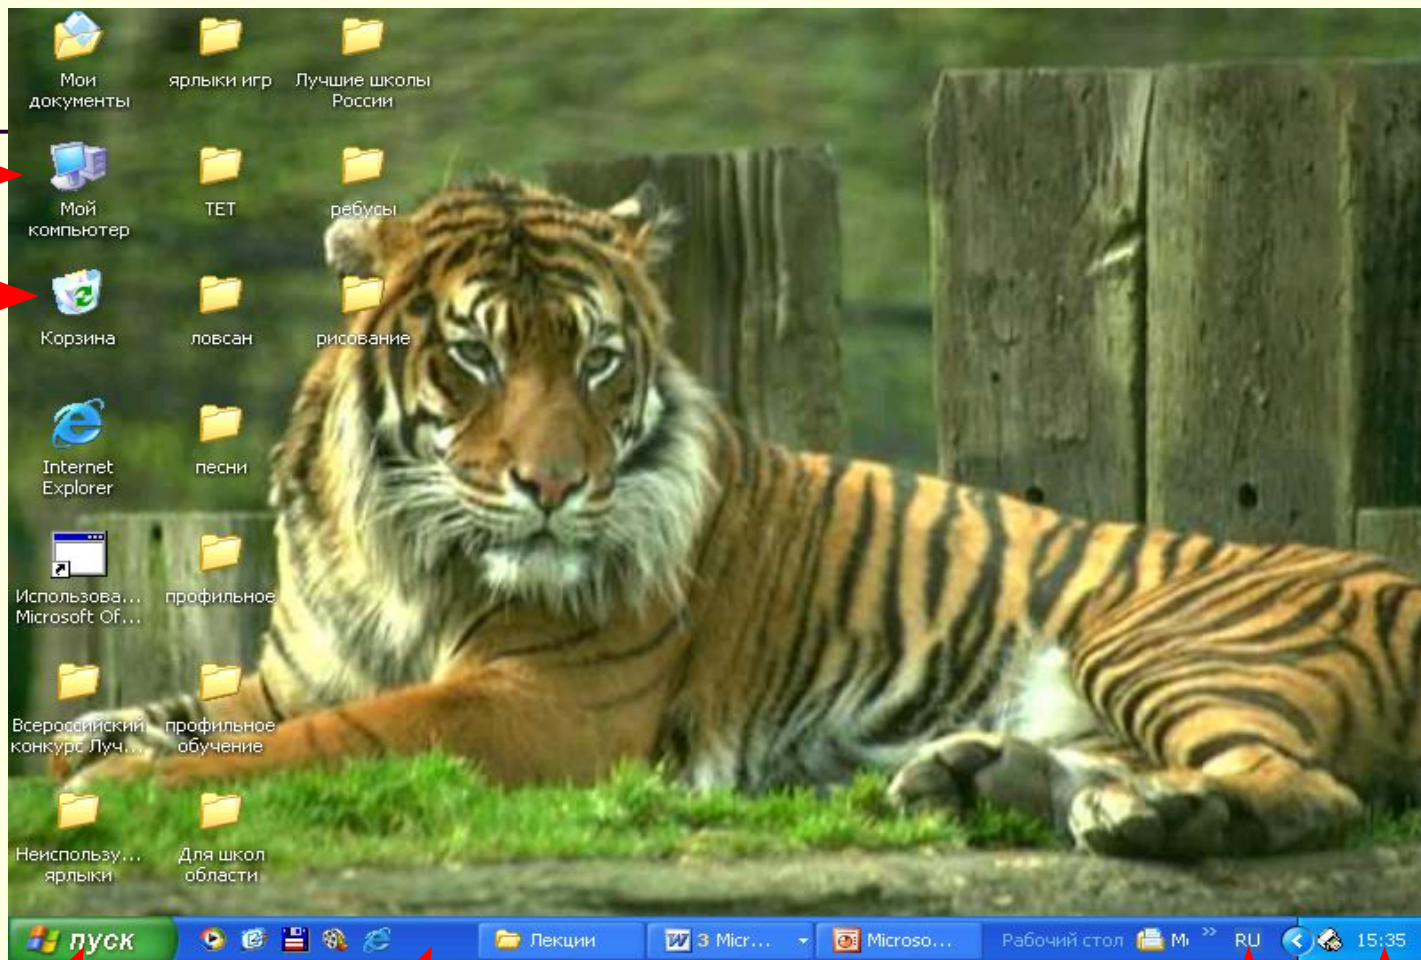 Мои
документы
ярлыки игр
Лучшие школы
России
Мой
компьютер
ТЕТ
ребусы
Корзина
ловсан
рисование
Internet
Explorer
песни
Использова...
Microsoft Of...
профильное
Всероссийский
конкурс Луч...
профильное
обучение
Неиспользу...
ярлыки
Для школ
области
пуск
Лекции
3 Micr...
Microso...
Рабочий стол
»
RU
15:35